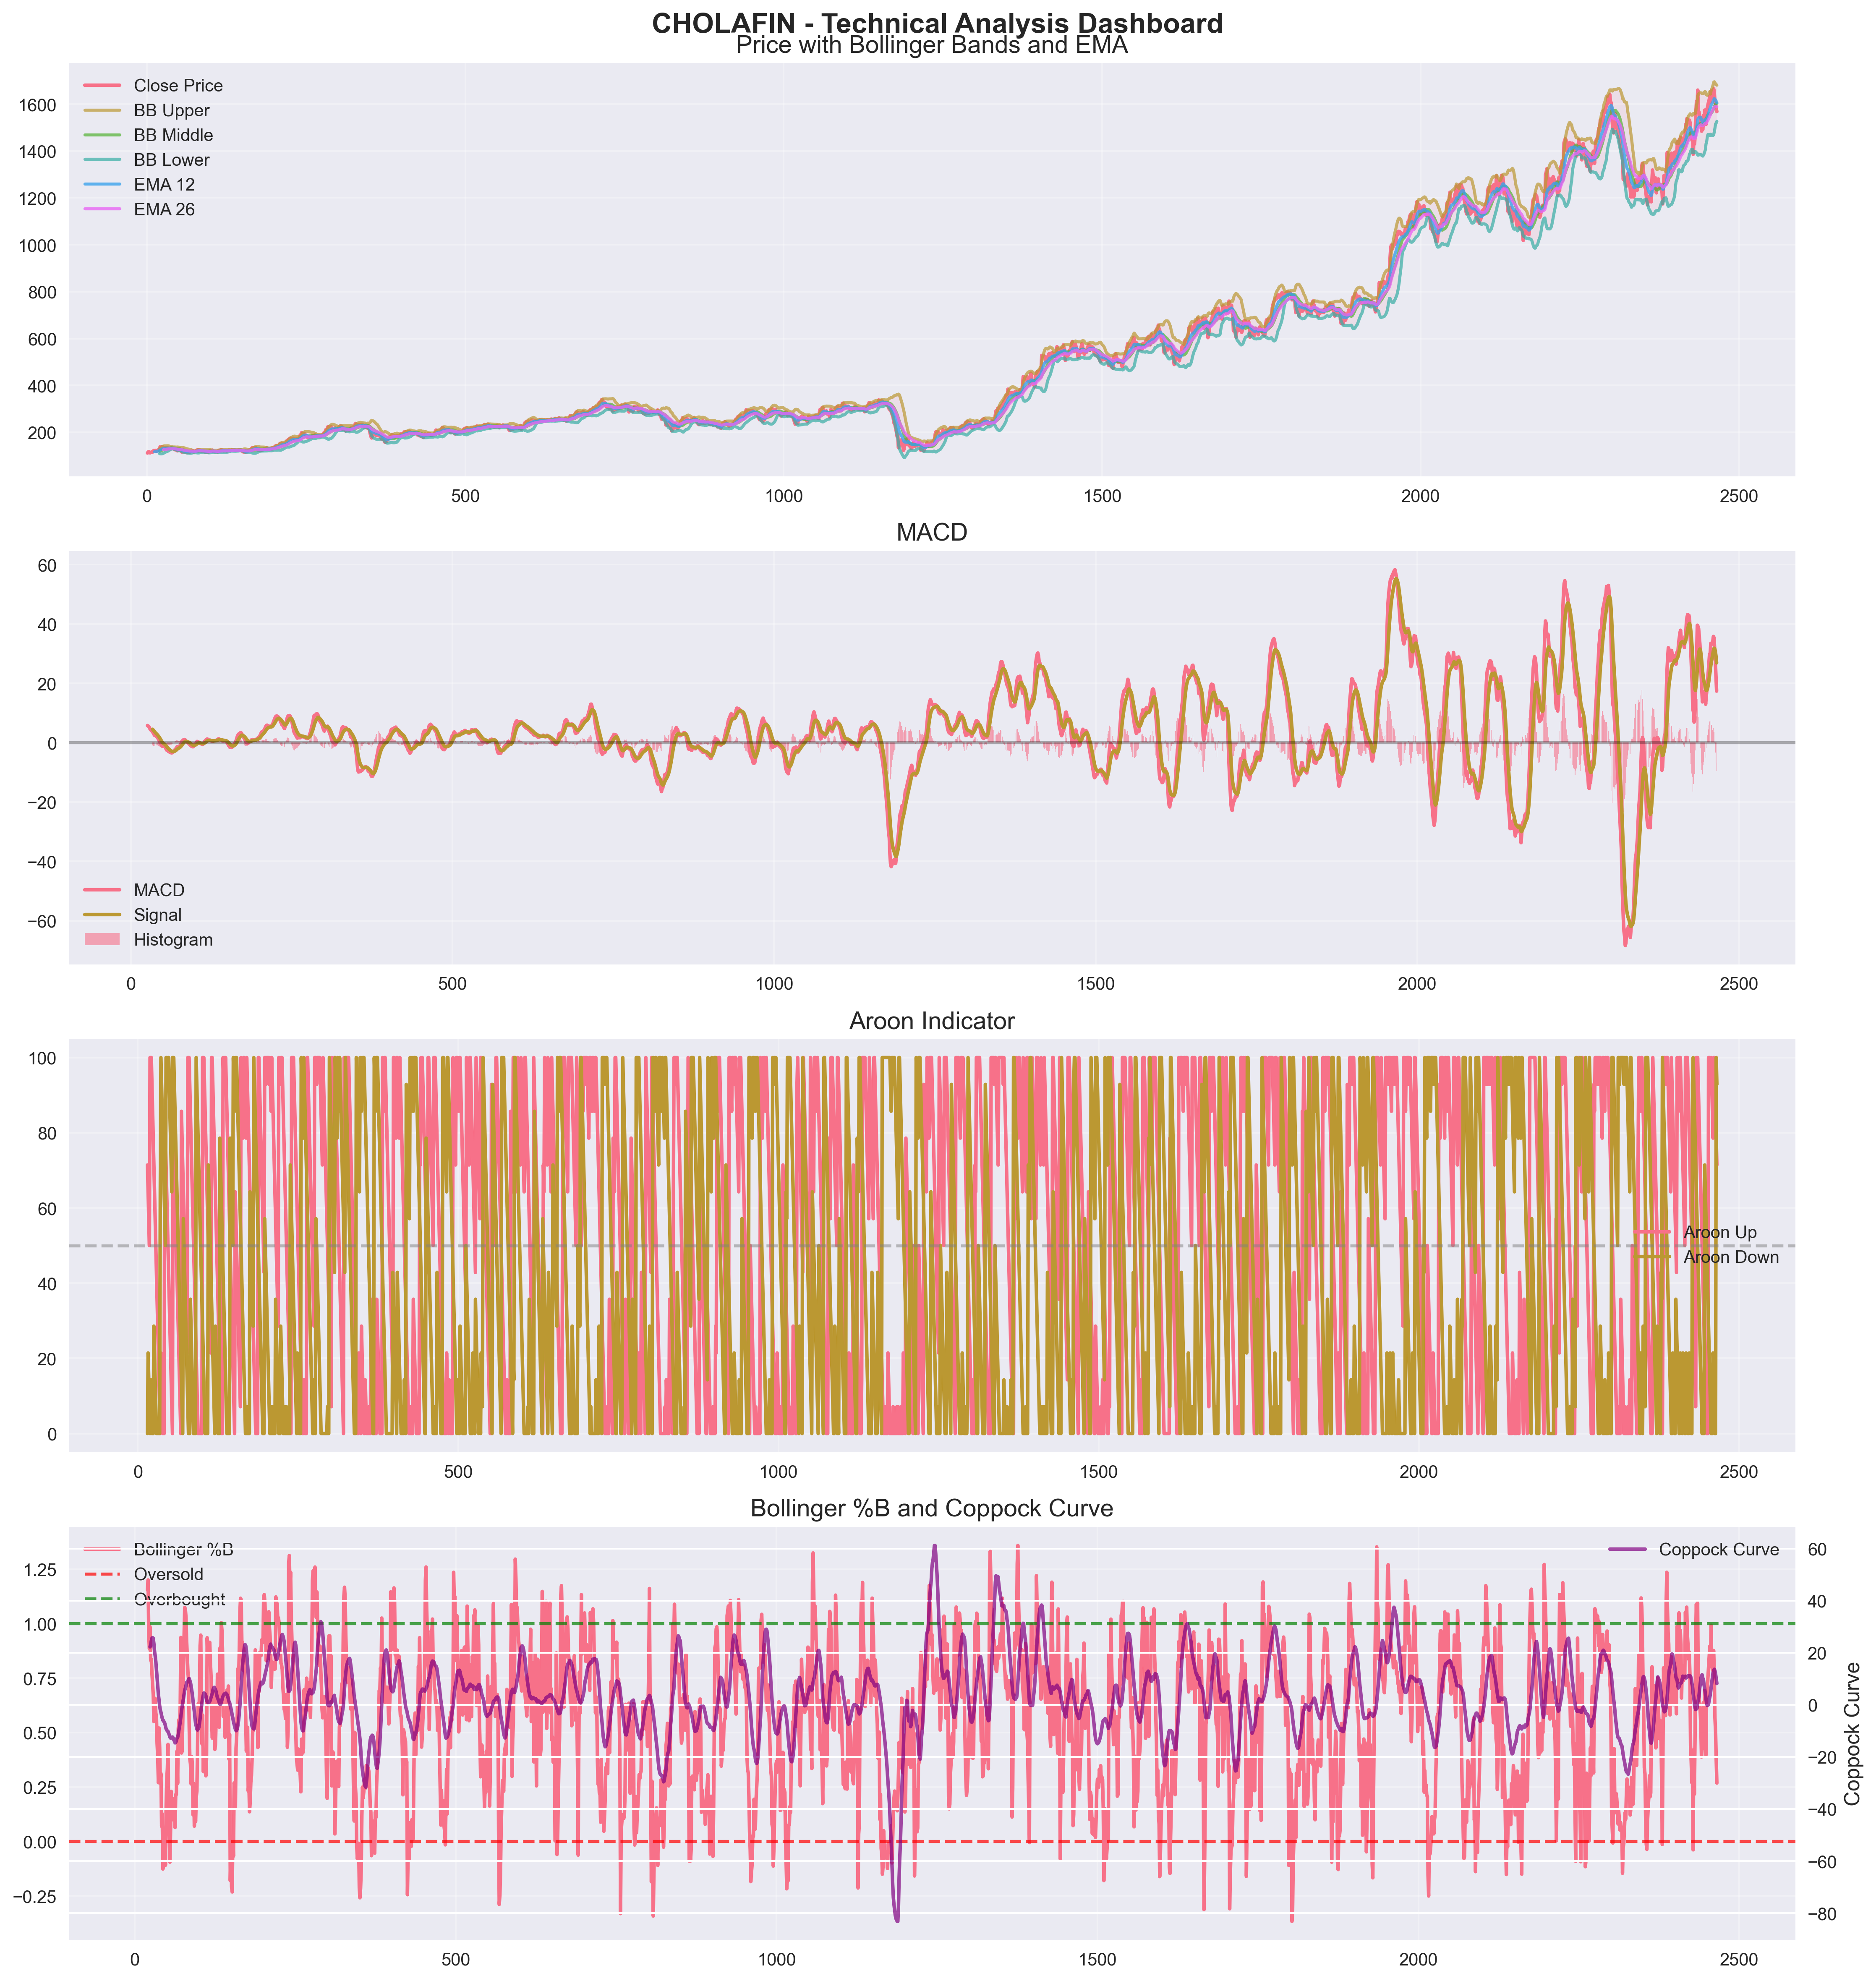 CHOLAFIN - Technical Analysis Dashboard
Price with Bollinger Bands and EMA
Close Price
BB Upper
BB Middle
BB Lower
EMA 12
EMA 26
1600
1400
1200
1000
800
600
400
200
0 500 1000 1500 2000 2500
MACD
60
40
20
0
−20
−40
−60
MACD
Signal
Histogram
0 500 1000 1500 2000 2500
Aroon Indicator
100
80
60
40
20
0
Aroon Up
Aroon Down
0 500 1000 1500 2000 2500
Bollinger %B and Coppock Curve
Bollinger %B
Oversold
Overbought
Coppock Curve
1.25
1.00
0.75
0.50
0.25
0.00
−0.25
60
40
20
0
−20
−40
−60
−80
Coppock Curve
0 500 1000 1500 2000 2500